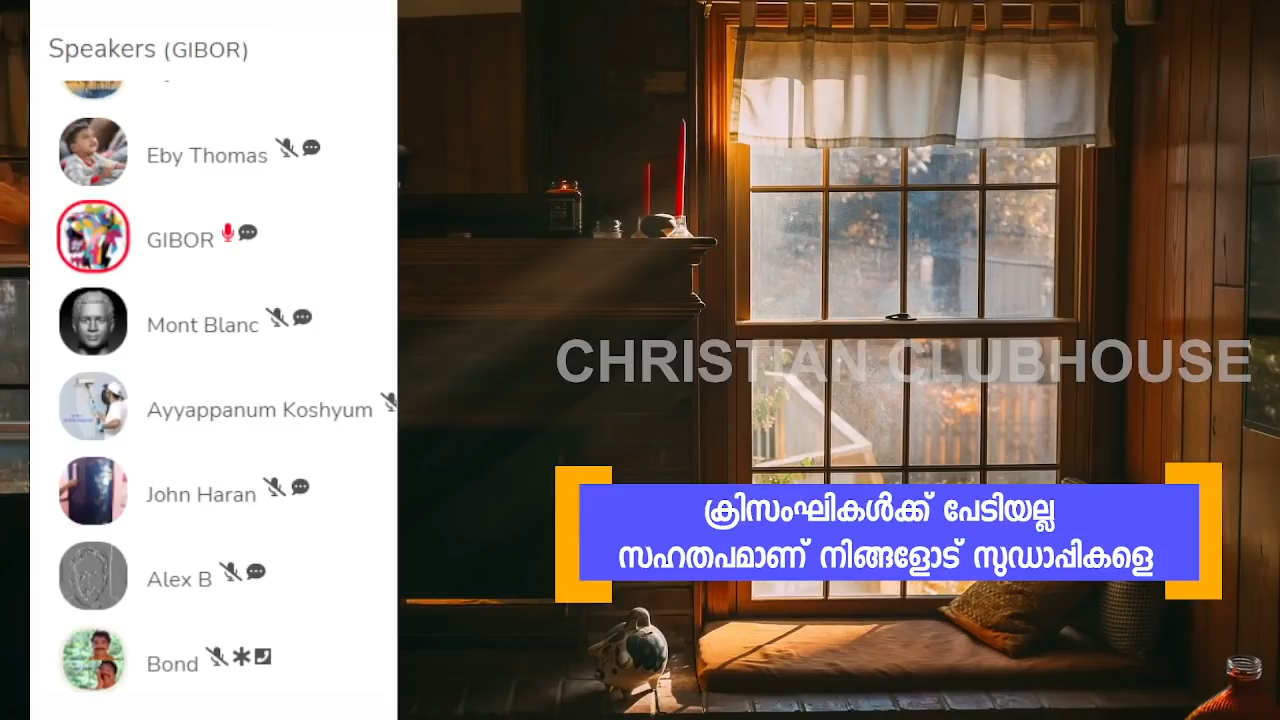 Speakers (GIBOR)
Eby Thomas
GIBOR
Mont Blanc
Ayyappanum Koshyum
John Haran
Alex B
Bond
CHRISTIAN CLUBHOUSE
ക്രിസംഘികൾക്ക് പേടിയല്ല
സഹതപമാണ് നിങ്ങളോട് സുഡാപ്പികളെ